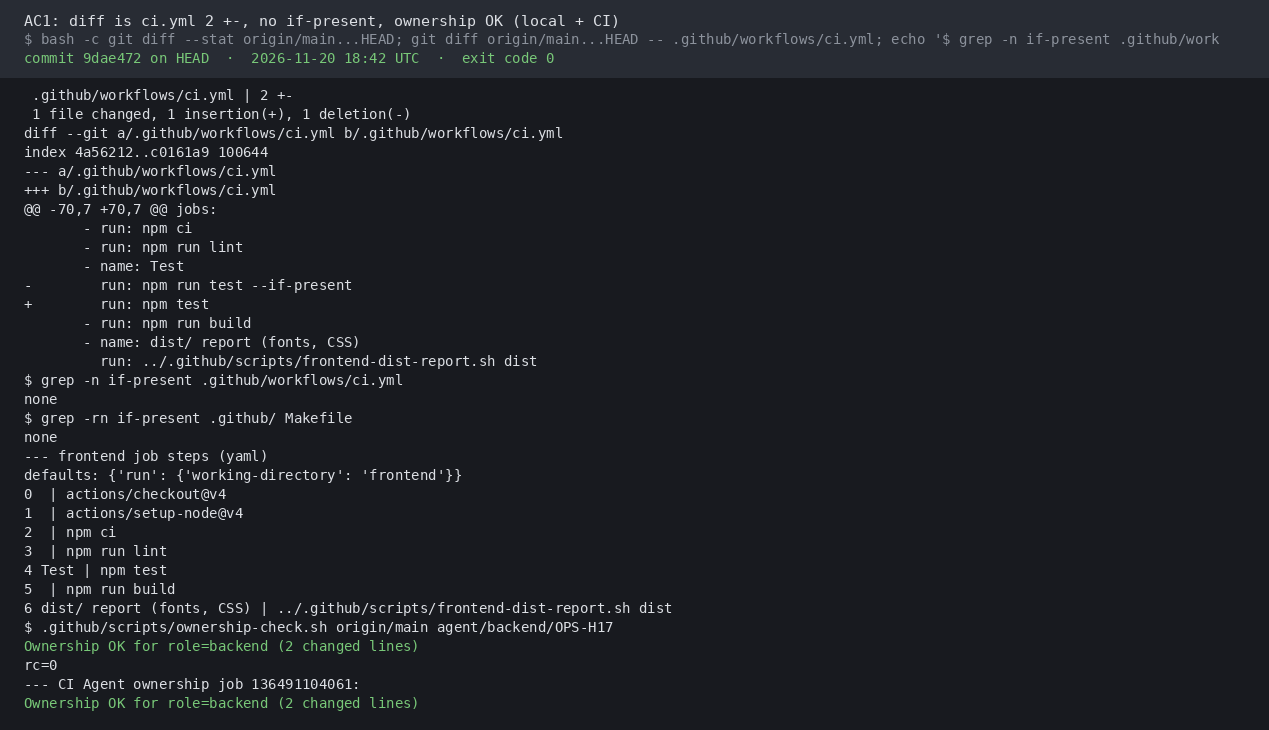 AC1: diff is ci.yml 2 +-, no if-present, ownership OK (local + CI)
$ bash -c git diff --stat origin/main...HEAD; git diff origin/main...HEAD -- .github/workflows/ci.yml; echo '$ grep -n if-present .github/work
commit 9dae472 on HEAD · 2026-11-20 18:42 UTC · exit code 0
.github/workflows/ci.yml | 2 +-
1 file changed, 1 insertion(+), 1 deletion(-)
diff --git a/.github/workflows/ci.yml b/.github/workflows/ci.yml
index 4a56212..c0161a9 100644
--- a/.github/workflows/ci.yml
+++ b/.github/workflows/ci.yml
@@ -70,7 +70,7 @@ jobs:
       - run: npm ci
       - run: npm run lint
       - name: Test
-        run: npm run test --if-present
+        run: npm test
       - run: npm run build
       - name: dist/ report (fonts, CSS)
         run: ../.github/scripts/frontend-dist-report.sh dist
$ grep -n if-present .github/workflows/ci.yml
none
$ grep -rn if-present .github/ Makefile
none
--- frontend job steps (yaml)
defaults: {'run': {'working-directory': 'frontend'}}
0  | actions/checkout@v4
1  | actions/setup-node@v4
2  | npm ci
3  | npm run lint
4 Test | npm test
5  | npm run build
6 dist/ report (fonts, CSS) | ../.github/scripts/frontend-dist-report.sh dist
$ .github/scripts/ownership-check.sh origin/main agent/backend/OPS-H17
Ownership OK for role=backend (2 changed lines)
rc=0
--- CI Agent ownership job 136491104061:
Ownership OK for role=backend (2 changed lines)